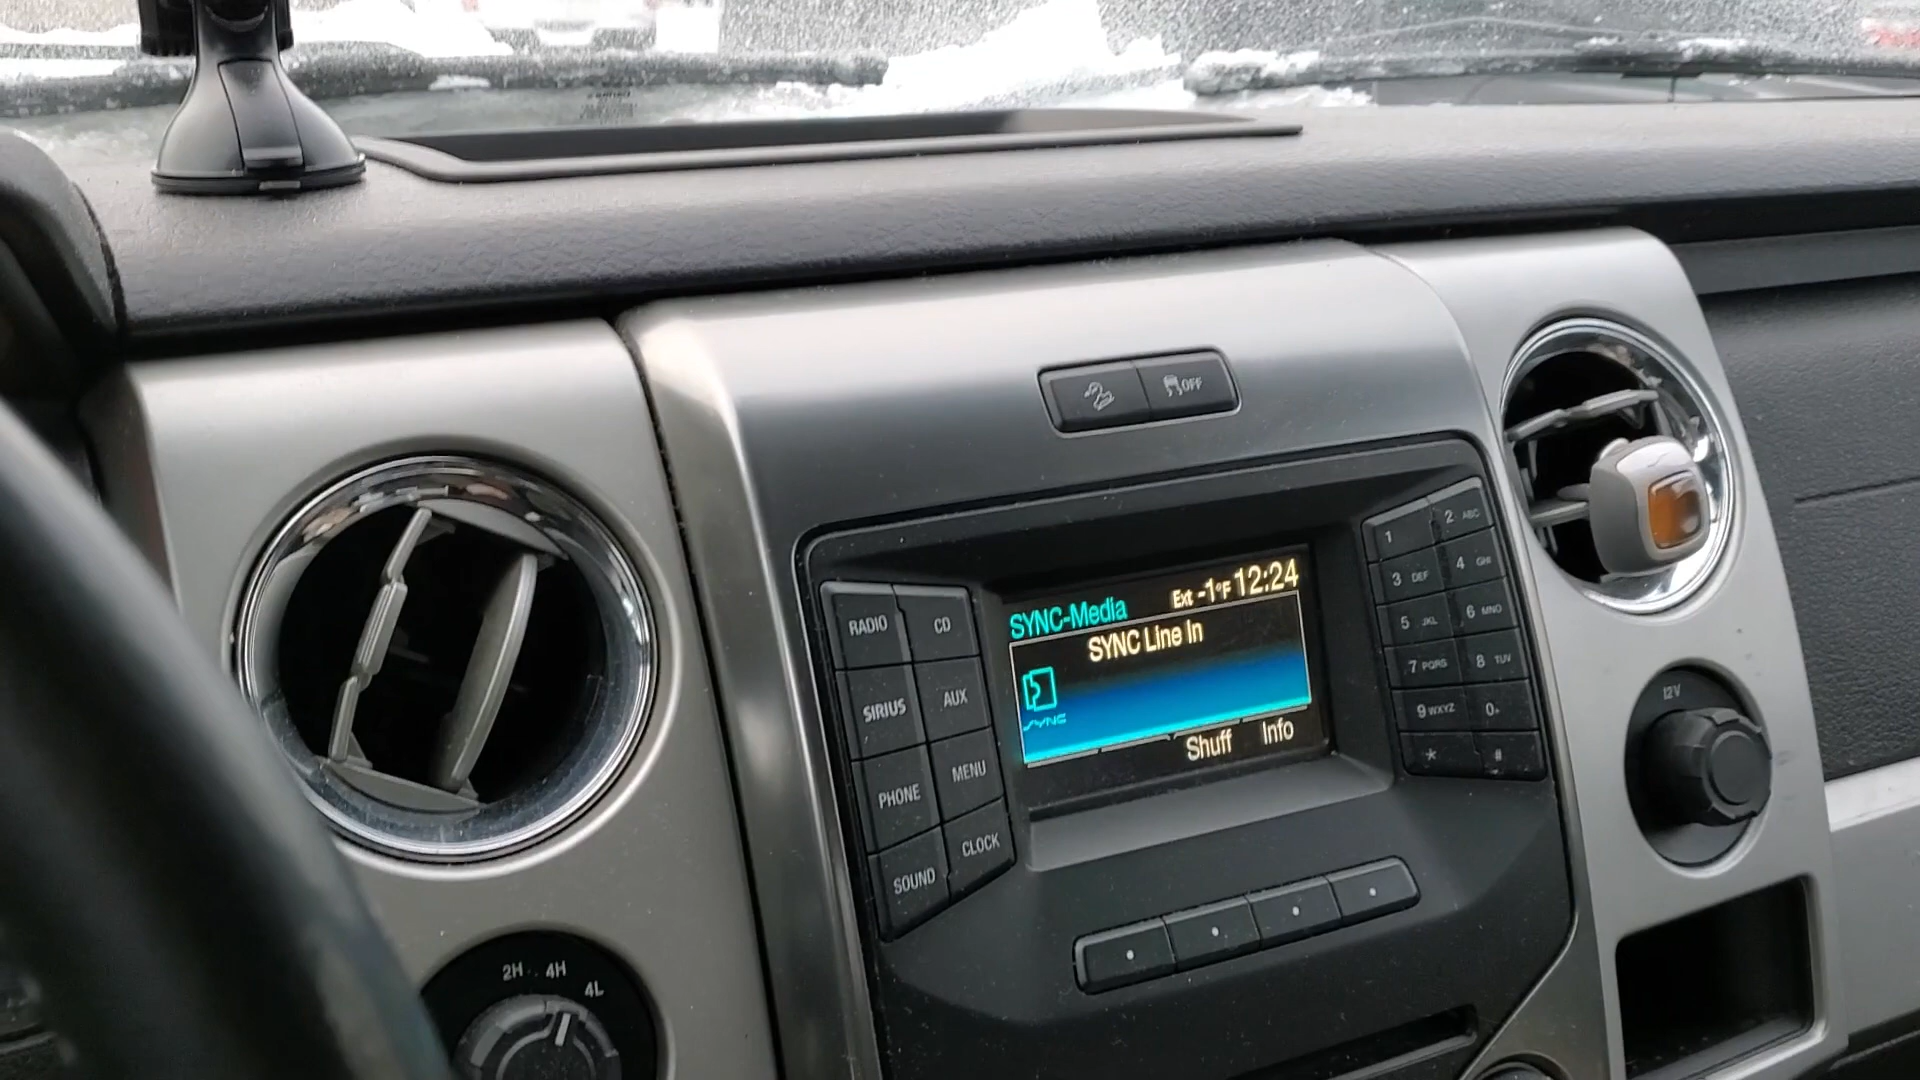 OFF
RADIO
CD
SIRIUS
AUX
PHONE
MENU
SOUND
CLOCK
SYNC-Media
Ext -1°F 12:24
SYNC Line In
SYNC
Shuff
Info
1
2 ABC
3 DEF
4 GHI
5 JKL
6 MNO
7 PQRS
8 TUV
9 WXYZ
0+
*
#
12V
2H
4H
4L